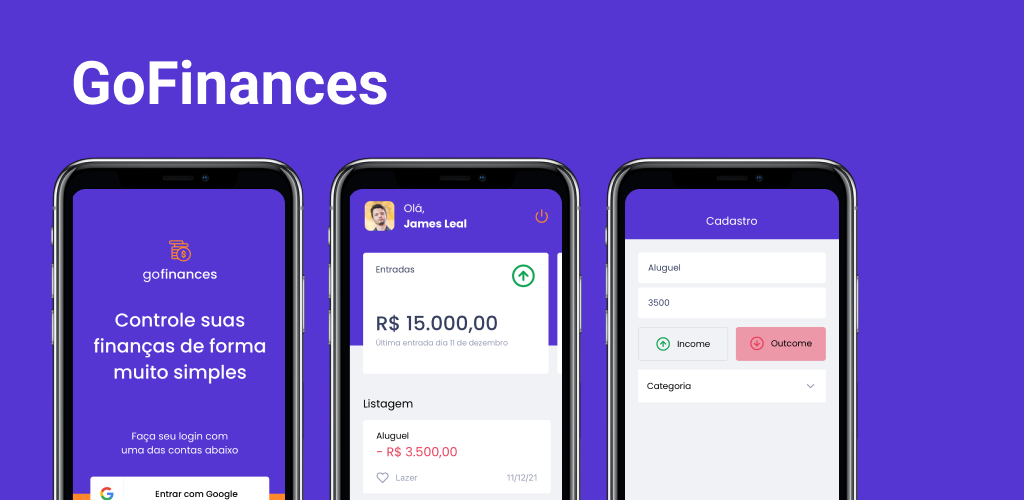 GoFinances
gofinances
Controle suas
finanças de forma
muito simples
Faça seu login com
uma das contas abaixo
Entrar com Google
Olá,
James Leal
Entradas
R$ 15.000,00
Última entrada dia 11 de dezembro
Listagem
Aluguel
- R$ 3.500,00
Lazer
11/12/21
Cadastro
Aluguel
3500
Income
Outcome
Categoria